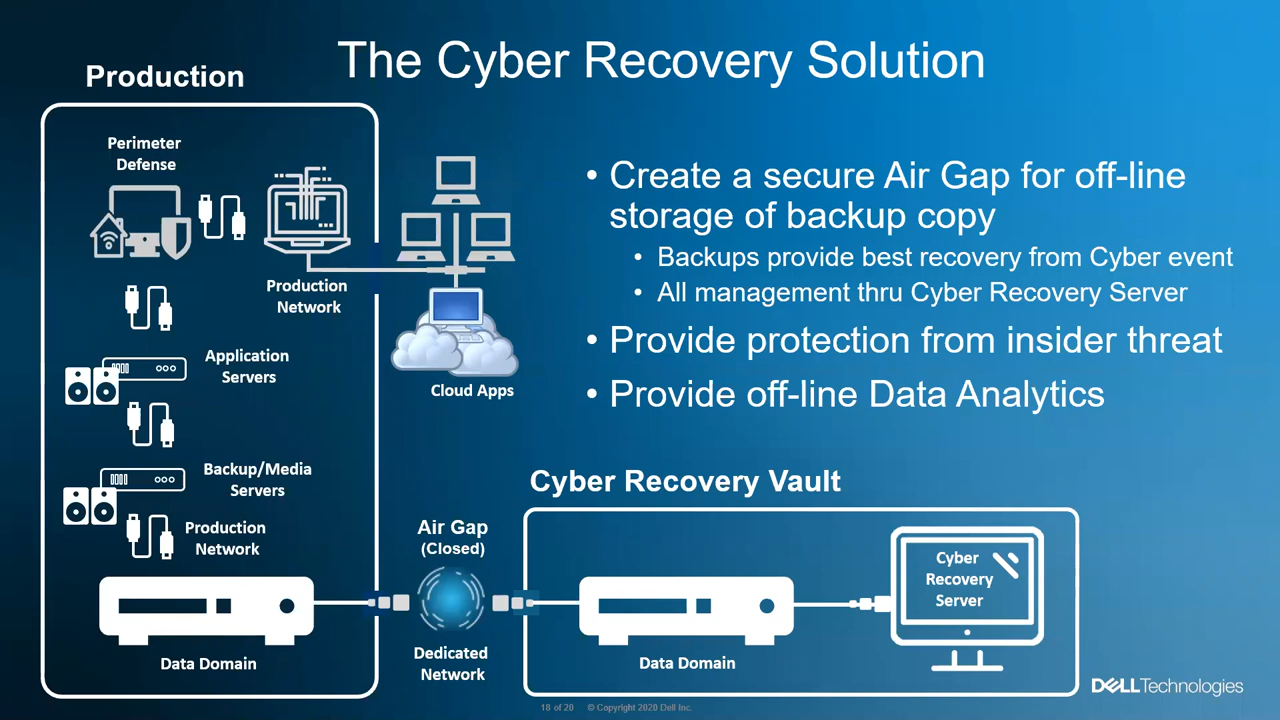 The Cyber Recovery Solution
Production
Perimeter
Defense
Production
Network
Application
Servers
Cloud Apps
Backup/Media
Servers
Production
Network
Data Domain
Air Gap
(Closed)
Dedicated
Network
• Create a secure Air Gap for off-line
storage of backup copy
• Backups provide best recovery from Cyber event
• All management thru Cyber Recovery Server
• Provide protection from insider threat
• Provide off-line Data Analytics
Cyber Recovery Vault
Data Domain
Cyber
Recovery
Server
18 of 20 © Copyright 2020 Dell Inc.
DELLTechnologies